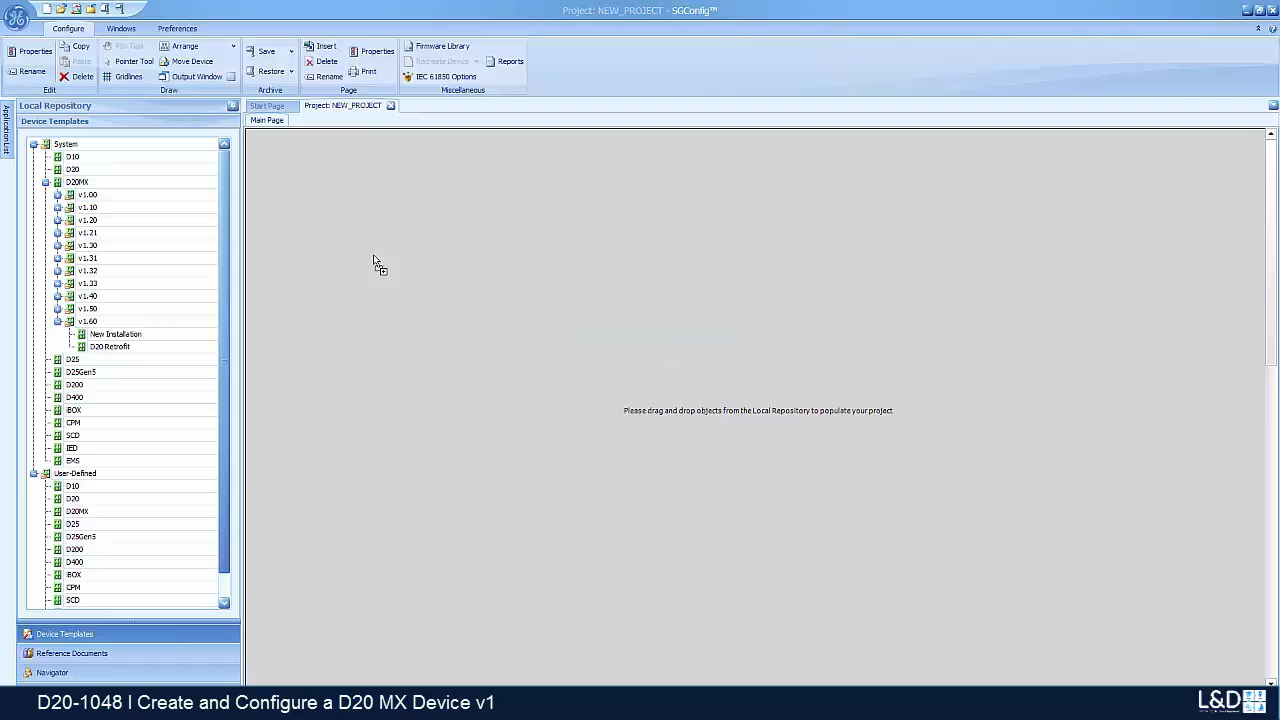 Project: NEW_PROJECT - SGConfig™
Configure Windows Preferences
Properties Copy Pan Tool Arrange Save Insert Properties Firmware Library
Paste Pointer Tool Move Device Delete Recreate Device Reports
Rename Delete Gridlines Output Window Restore Rename Print IEC 61850 Options
Edit Draw Archive Page Miscellaneous
Application List
Local Repository
Start Page Project: NEW_PROJECT
Device Templates
Main Page
System
D10
D20
D20MX
v1.00
v1.10
v1.20
v1.21
v1.30
v1.31
v1.32
v1.33
v1.40
v1.50
v1.60
New Installation
D20 Retrofit
D25
D25Gen5
D200
D400
iBOX
CPM
SCD
IED
EMS
User-Defined
D10
D20
D20MX
D25
D25Gen5
D200
D400
iBOX
CPM
SCD
Please drag and drop objects from the Local Repository to populate your project
Device Templates
Reference Documents
Navigator
D20-1048 | Create and Configure a D20 MX Device v1
L&D